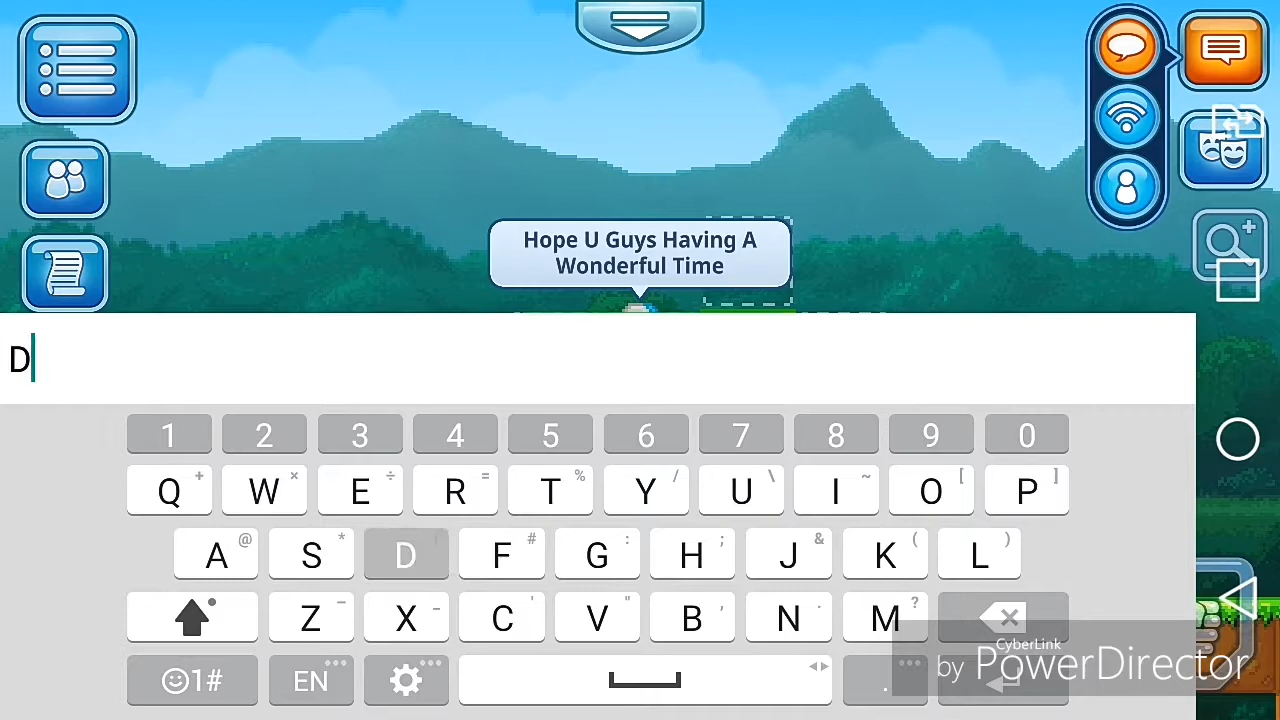 Hope U Guys Having A
Wonderful Time
D
1 2 3 4 5 6 7 8 9 0
Q + W × E ÷ R = T % Y / U \ I ~ O [ P ]
A @ S * D F # G : H ; J & K ( L )
Z - X - C ' V " B , N . M ?
☺1# EN .
CyberLink
by PowerDirector